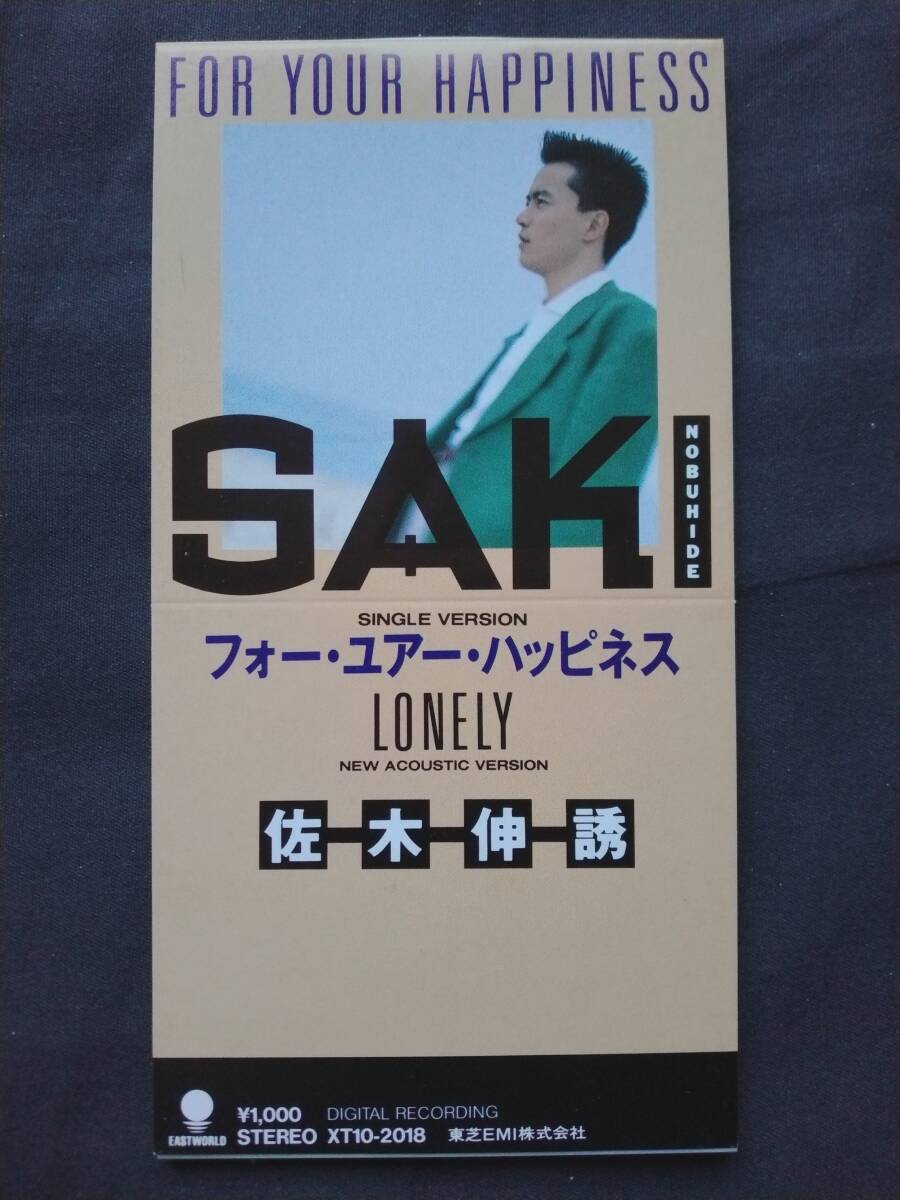 FOR YOUR HAPPINESS
SAKI
NOBUHIDE
SINGLE VERSION
フォー・ユアー・ハッピネス
LONELY
NEW ACOUSTIC VERSION
佐木伸誘
EASTWORLD
¥1,000 DIGITAL RECORDING
STEREO XT10-2018 東芝EMI株式会社